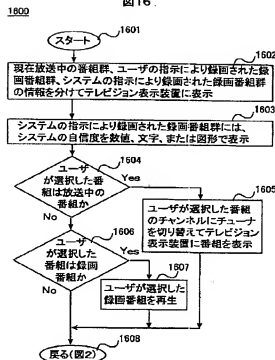 図16
1600
1601
スタート
1602
現在放送中の番組群、ユーザの指示により録画された録
画番組群、システムの指示により録画された録画番組群
の情報を分けてテレビジョン表示装置に表示
1603
システムの指示により録画された録画番組群には、
システムの自信度を数値、文字、または図形で表示
1604
ユーザ
が選択した番
組は放送中の
番組か
Yes
No
1605
ユーザが選択した番組
のチャンネルにチューナ
を切り替えてテレビジョン
表示装置に番組を表示
1606
ユーザ
が選択した
番組は録画
番組か
Yes
No
1607
ユーザが選択した
録画番組を再生
1608
戻る(図2)